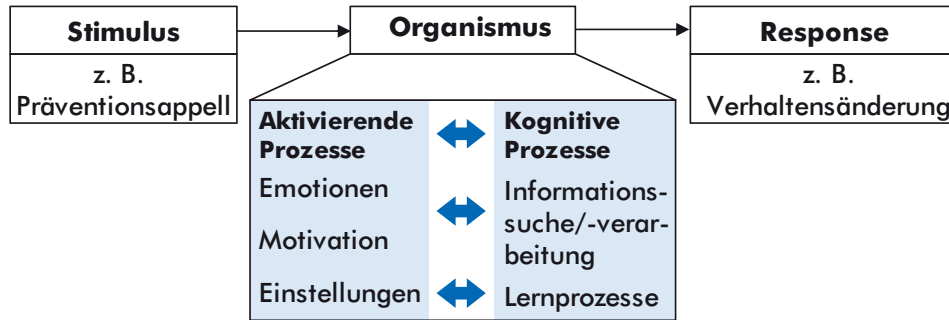 Stimulus
z. B.
Präventionsappell
Organismus
Response
z. B.
Verhaltensänderung
Aktivierende
Prozesse
Emotionen
Motivation
Einstellungen
Kognitive
Prozesse
Informations-
suche/-verar-
beitung
Lernprozesse